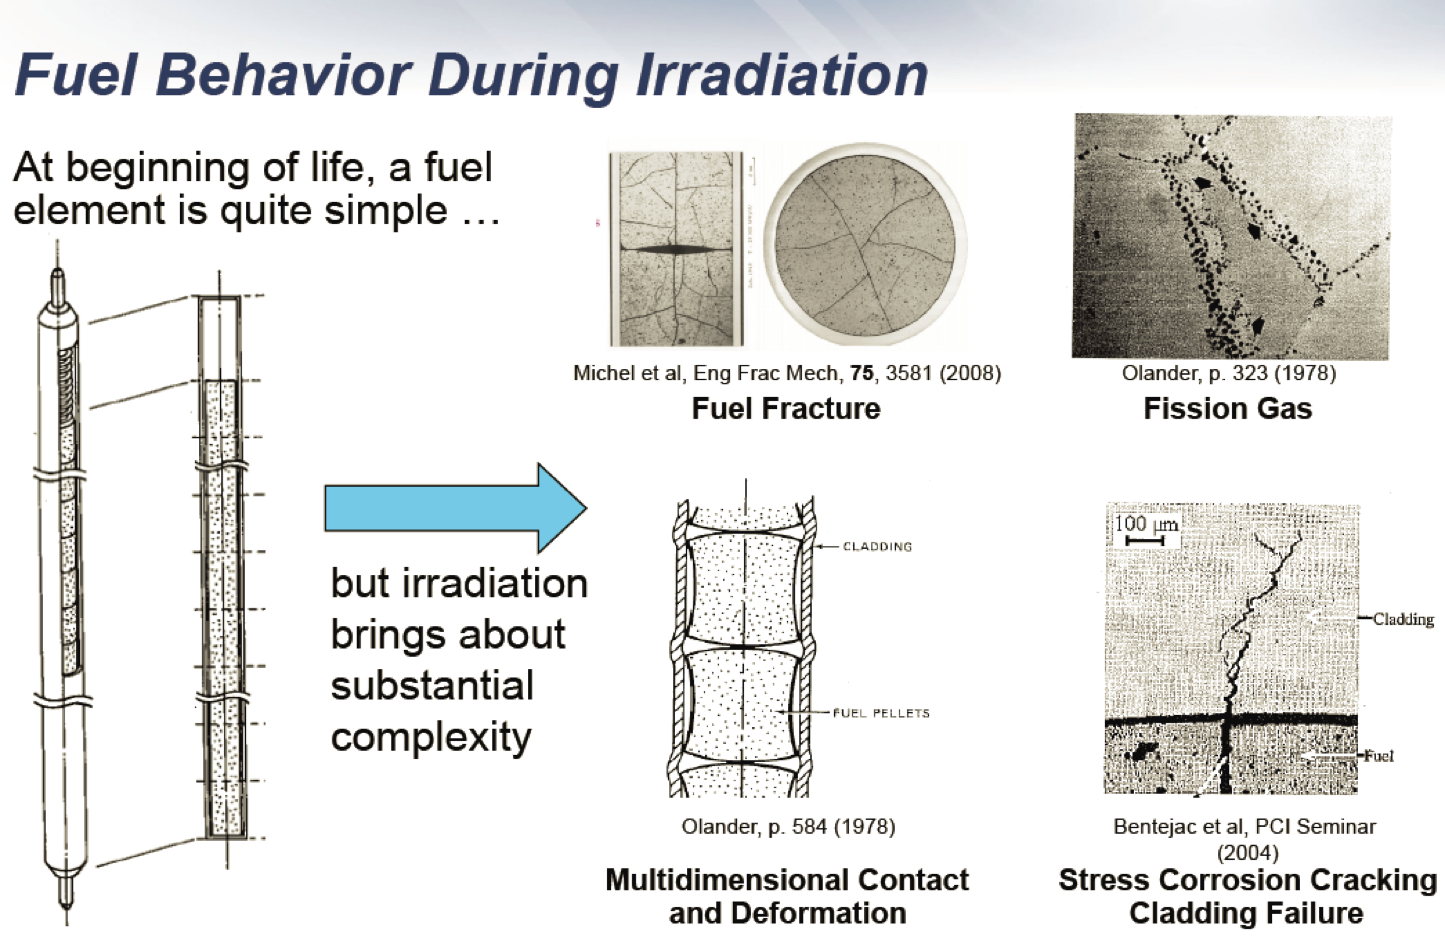 Fuel Behavior During Irradiation
At beginning of life, a fuel
element is quite simple …
but irradiation
brings about
substantial
complexity
Michel et al, Eng Frac Mech, 75, 3581 (2008)
Fuel Fracture
Olander, p. 323 (1978)
Fission Gas
CLADDING
FUEL PELLETS
Olander, p. 584 (1978)
Multidimensional Contact
and Deformation
100 µm
Cladding
Fuel
Bentejac et al, PCI Seminar
(2004)
Stress Corrosion Cracking
Cladding Failure